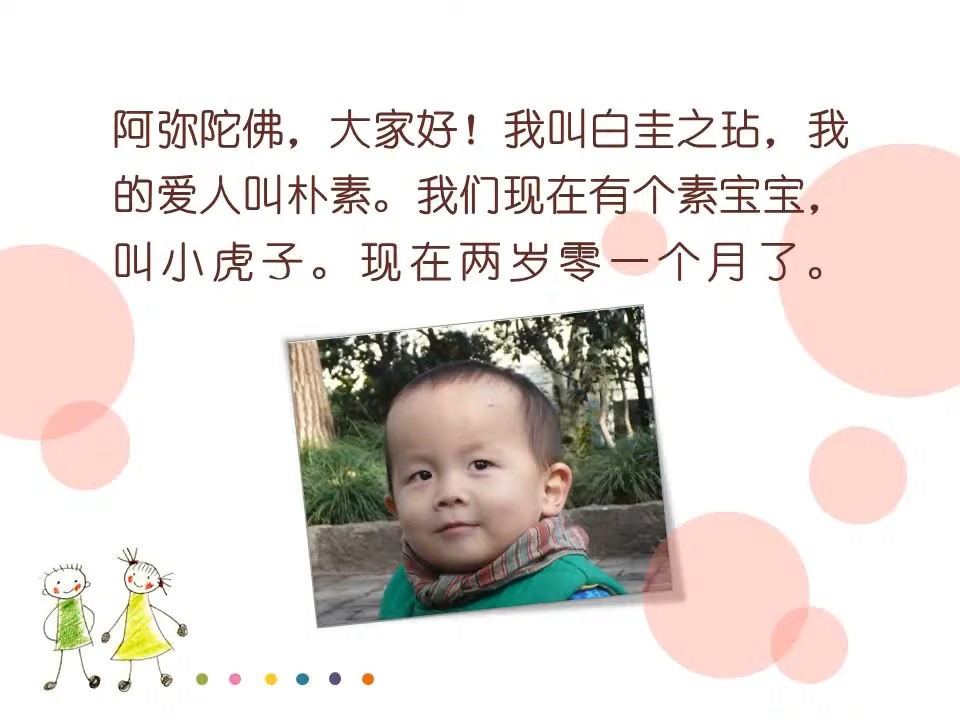 阿弥陀佛，大家好！我叫白圭之玷，我
的爱人叫朴素。我们现在有个素宝宝，
叫小虎子。现在两岁零一个月了。